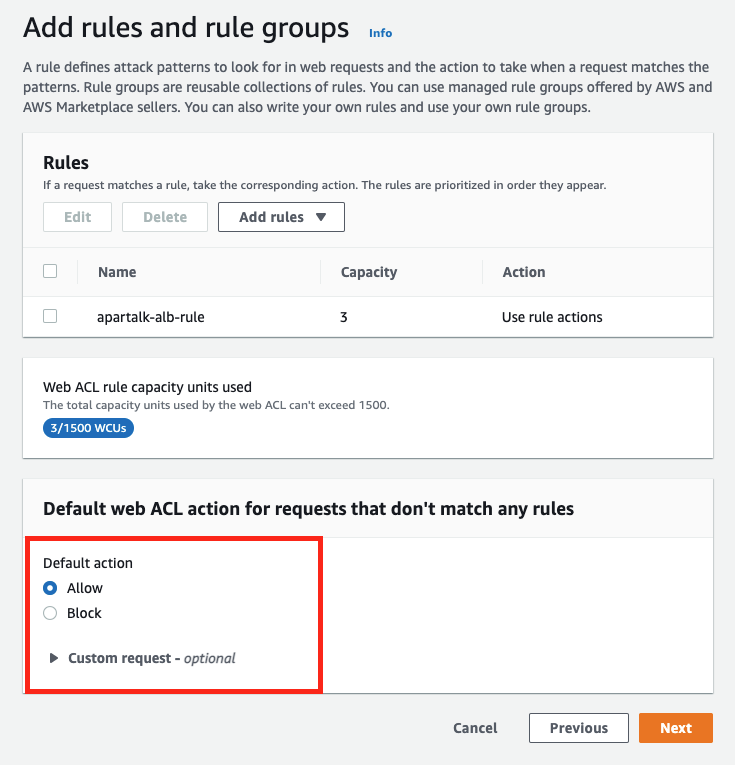 Add rules and rule groups Info
A rule defines attack patterns to look for in web requests and the action to take when a request matches the
patterns. Rule groups are reusable collections of rules. You can use managed rule groups offered by AWS and
AWS Marketplace sellers. You can also write your own rules and use your own rule groups.
Rules
If a request matches a rule, take the corresponding action. The rules are prioritized in order they appear.
Edit Delete Add rules
Name Capacity Action
apartalk-alb-rule 3 Use rule actions
Web ACL rule capacity units used
The total capacity units used by the web ACL can't exceed 1500.
3/1500 WCUs
Default web ACL action for requests that don't match any rules
Default action
Allow
Block
Custom request - optional
Cancel Previous Next